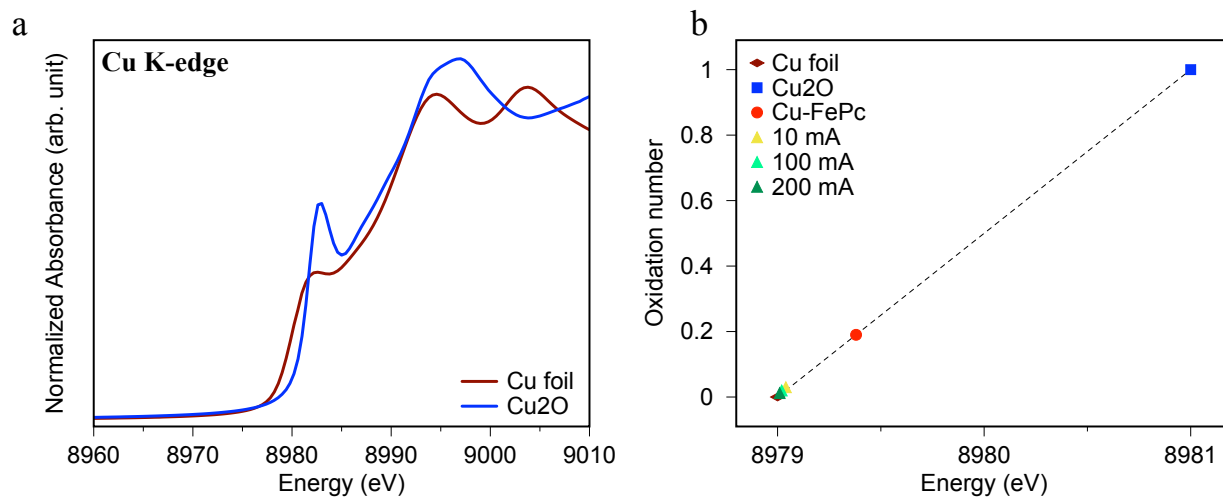 a
Cu K-edge
Normalized Absorbance (arb. unit)
Cu foil
Cu2O
8960 8970 8980 8990 9000 9010
Energy (eV)
b
Oxidation number
1
0.8
0.6
0.4
0.2
0
Cu foil
Cu2O
Cu-FePc
10 mA
100 mA
200 mA
8979 8980 8981
Energy (eV)